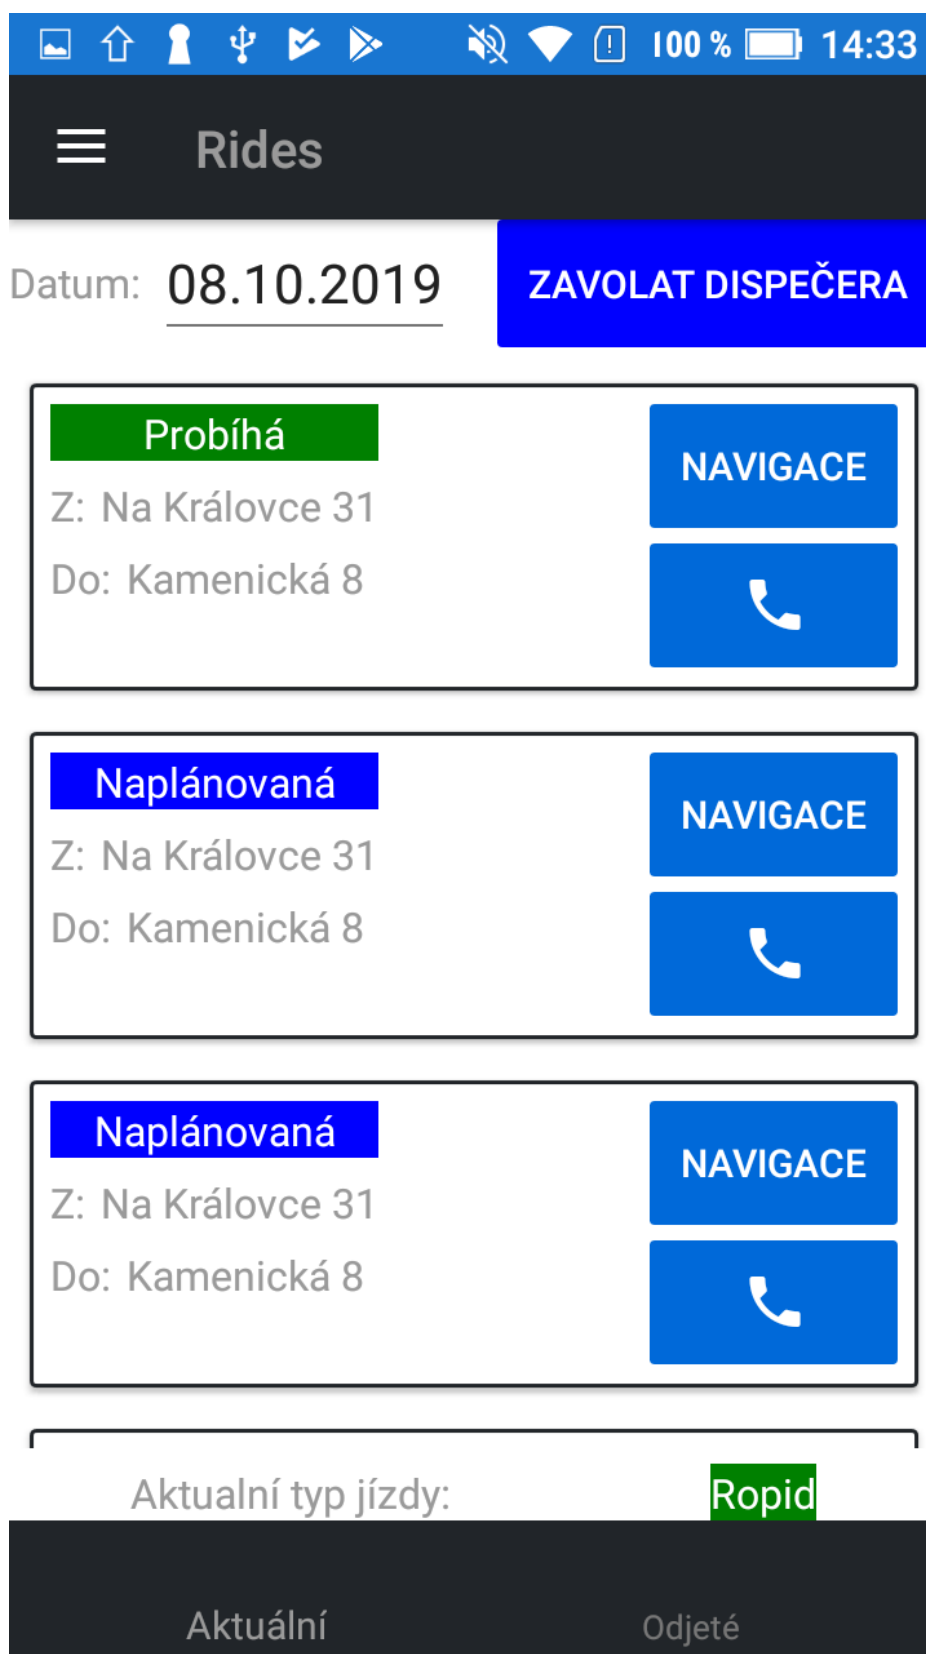 100 % 14:33
Rides
Datum: 08.10.2019 ZAVOLAT DISPEČERA
Probíhá
NAVIGACE
Z: Na Královce 31
Do: Kamenická 8
Naplánovaná
NAVIGACE
Z: Na Královce 31
Do: Kamenická 8
Naplánovaná
NAVIGACE
Z: Na Královce 31
Do: Kamenická 8
Aktualní typ jízdy: Ropid
Aktuální Odjeté